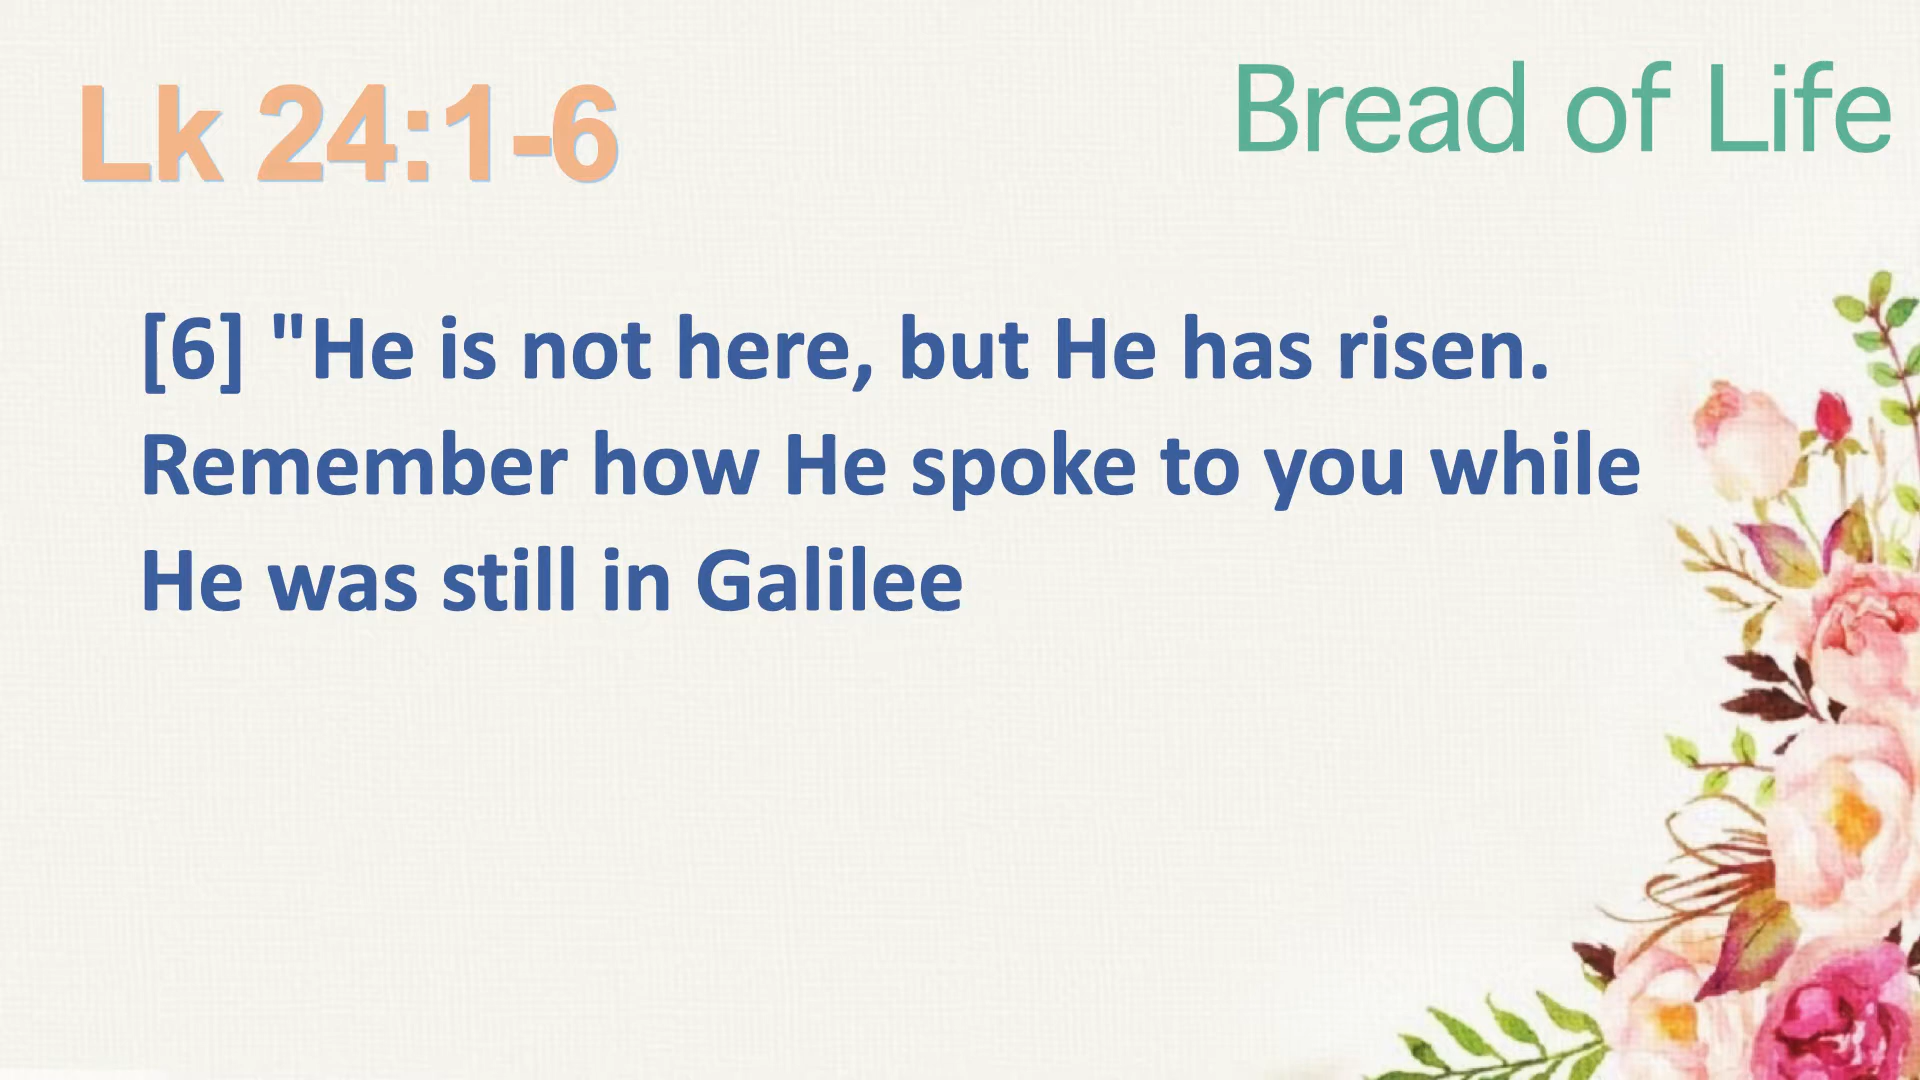 Lk 24:1-6
Bread of Life
[6] "He is not here, but He has risen.
Remember how He spoke to you while
He was still in Galilee